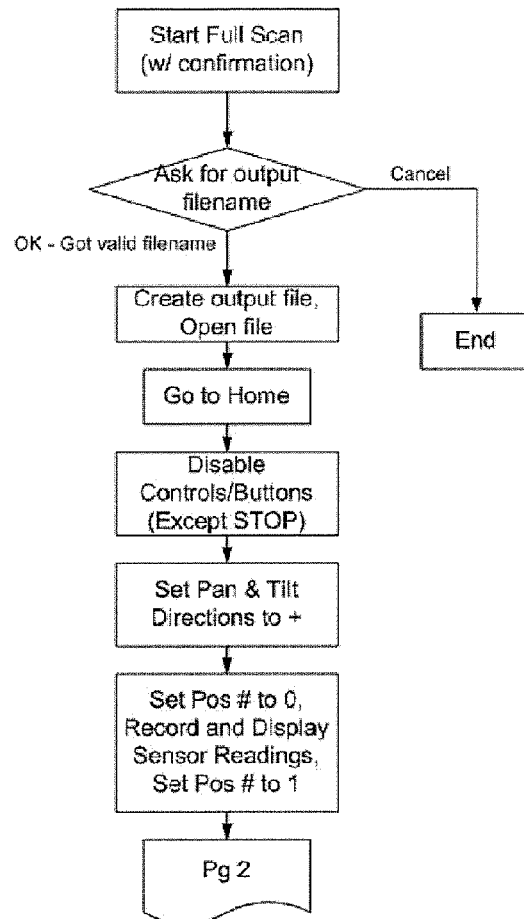 Start Full Scan
(w/ confirmation)
Ask for output
filename
Cancel
OK - Got valid filename
Create output file,
Open file
End
Go to Home
Disable
Controls/Buttons
(Except STOP)
Set Pan & Tilt
Directions to +
Set Pos # to 0,
Record and Display
Sensor Readings,
Set Pos # to 1
Pg 2